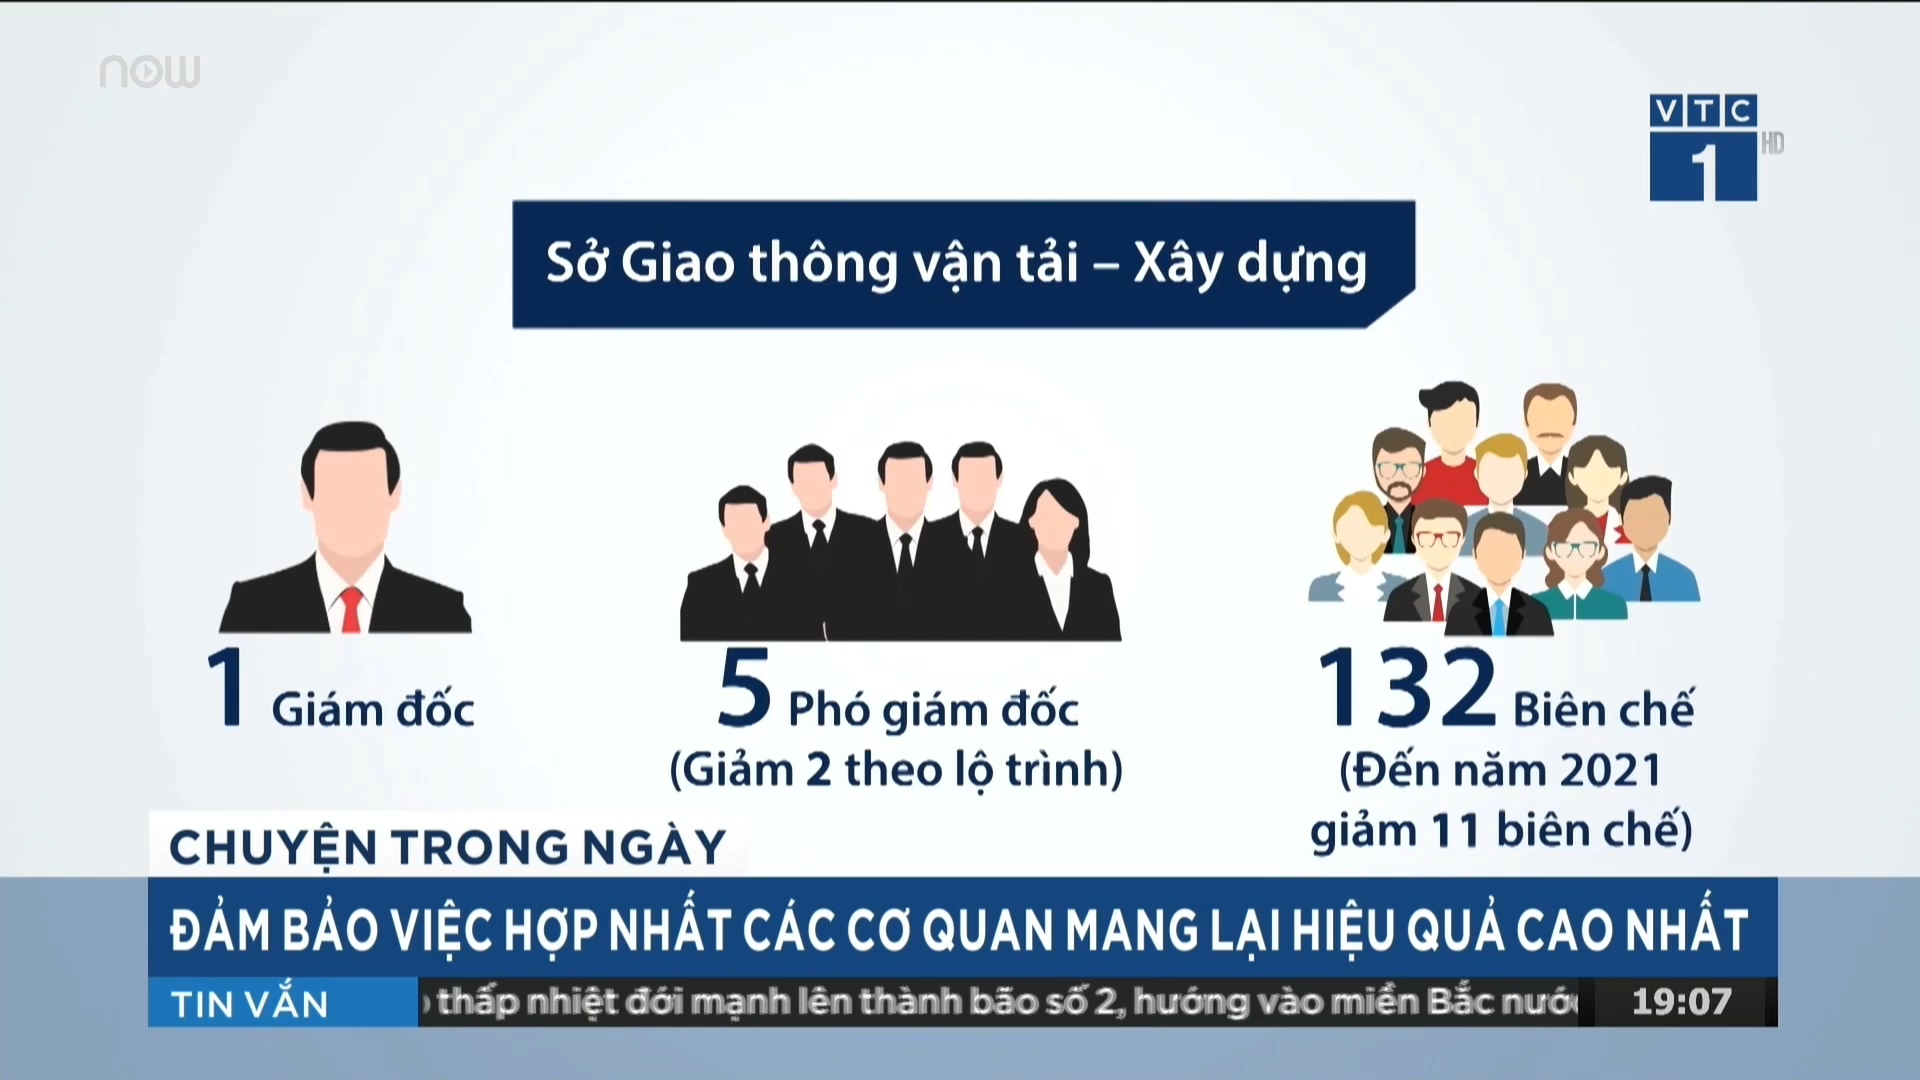 now
VTC
1 HD
Sở Giao thông vận tải – Xây dựng
1 Giám đốc
5 Phó giám đốc
(Giảm 2 theo lộ trình)
132 Biên chế
(Đến năm 2021
giảm 11 biên chế)
CHUYỆN TRONG NGÀY
ĐẢM BẢO VIỆC HỢP NHẤT CÁC CƠ QUAN MANG LẠI HIỆU QUẢ CAO NHẤT
TIN VẮN
thấp nhiệt đới mạnh lên thành bão số 2, hướng vào miền Bắc nước
19:07